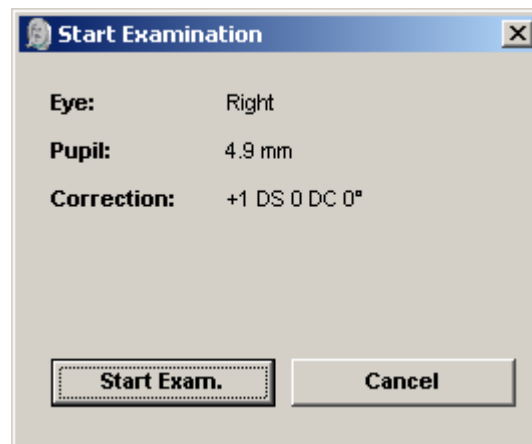 Start Examination
Eye: Right
Pupil: 4.9 mm
Correction: +1 DS 0 DC 0°
Start Exam. Cancel